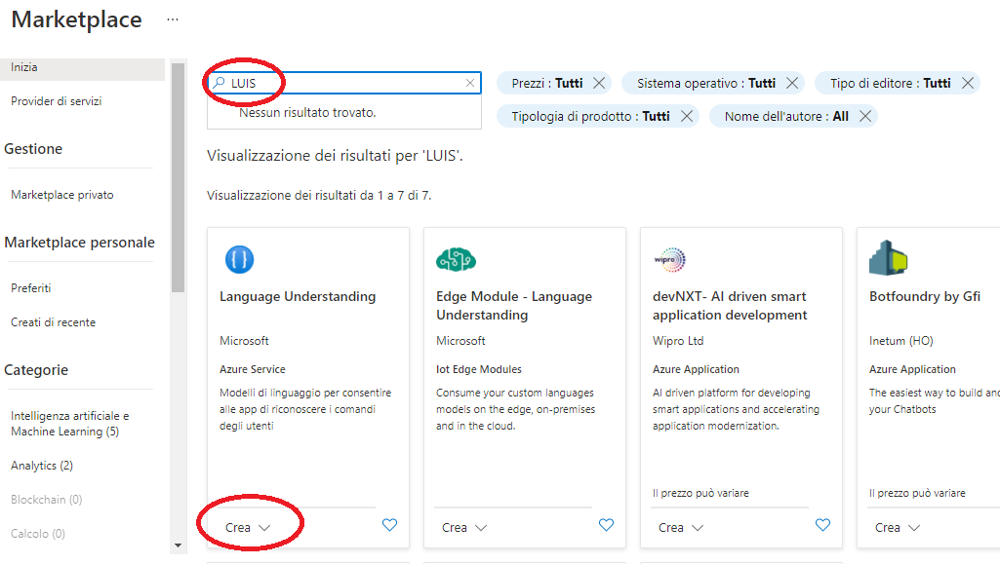 Marketplace ...
Inizia
Provider di servizi
Gestione
Marketplace privato
Marketplace personale
Preferiti
Creati di recente
Categorie
Intelligenza artificiale e
Machine Learning (5)
Analytics (2)
Blockchain (0)
Calcolo (0)
LUIS
Nessun risultato trovato.
Prezzi : Tutti
Sistema operativo : Tutti
Tipo di editore : Tutti
Tipologia di prodotto : Tutti
Nome dell'autore : All
Visualizzazione dei risultati per 'LUIS'.
Visualizzazione dei risultati da 1 a 7 di 7.
Language Understanding
Microsoft
Azure Service
Modelli di linguaggio per consentire
alle app di riconoscere i comandi
degli utenti
Crea
Edge Module - Language
Understanding
Microsoft
Iot Edge Modules
Consume your custom languages
models on the edge, on-premises
and in the cloud.
Crea
wipro
devNXT- AI driven smart
application development
Wipro Ltd
Azure Application
AI driven platform for developing
smart applications and accelerating
application modernization.
Il prezzo può variare
Crea
Botfoundry by Gfi
Inetum (HO)
Azure Application
The easiest way to build and
your Chatbots
Il prezzo può variare
Crea